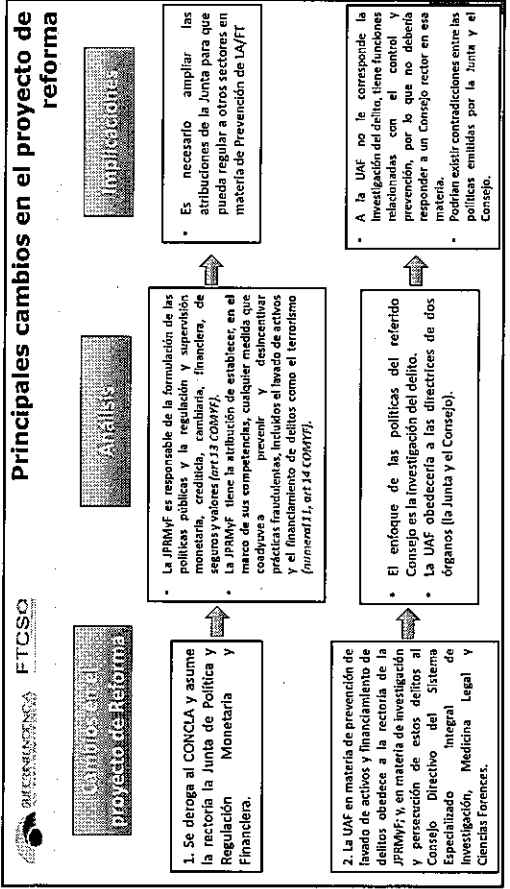 SUPERINTENDENCIA
FTCSO
Principales cambios en el proyecto de
reforma
Cambios en el
proyecto de Reforma
Análisis
Implicaciones
1. Se deroga al CONCLA y asume
la rectoría la Junta de Política y
Regulación Monetaria y
Financiera.
• La JPRMyF es responsable de la formulación de las
políticas públicas y la regulación y supervisión
monetaria, crediticia, cambiaria, financiera, de
seguros y valores (art 13 COMYF).
• La JPRMyF tiene la atribución de establecer, en el
marco de sus competencias, cualquier medida que
coadyuve a prevenir y desincentivar
prácticas fraudulentas, incluidos el lavado de activos
y el financiamiento de delitos como el terrorismo
(numeral 11, art 14 COMYF).
• Es necesario ampliar las
atribuciones de la Junta para que
pueda regular a otros sectores en
materia de Prevención de LA/FT
2. La UAF en materia de prevención de
lavado de activos y financiamiento de
delitos obedece a la rectoría de la
JPRMyF; y, en materia de investigación
y persecución de estos delitos al
Consejo Directivo del Sistema
Especializado Integral de
Investigación, Medicina Legal y
Ciencias Forences.
• El enfoque de las políticas del referido
Consejo es la investigación del delito.
• La UAF obedecería a las directrices de dos
órganos (la Junta y el Consejo).
• A la UAF no le corresponde la
investigación del delito, tiene funciones
relacionadas con el control y
prevención, por lo que no debería
responder a un Consejo rector en esa
materia.
• Podrían existir contradicciones entre las
políticas emitidas por la Junta y el
Consejo.